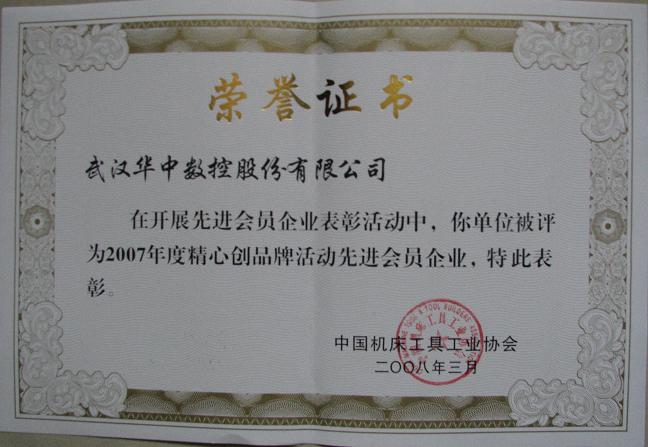 荣誉证书
武汉华中数控股份有限公司
在开展先进会员企业表彰活动中，你单位被评
为2007年度精心创品牌活动先进会员企业，特此表
彰。
中国机床工具工业协会
二〇〇八年三月